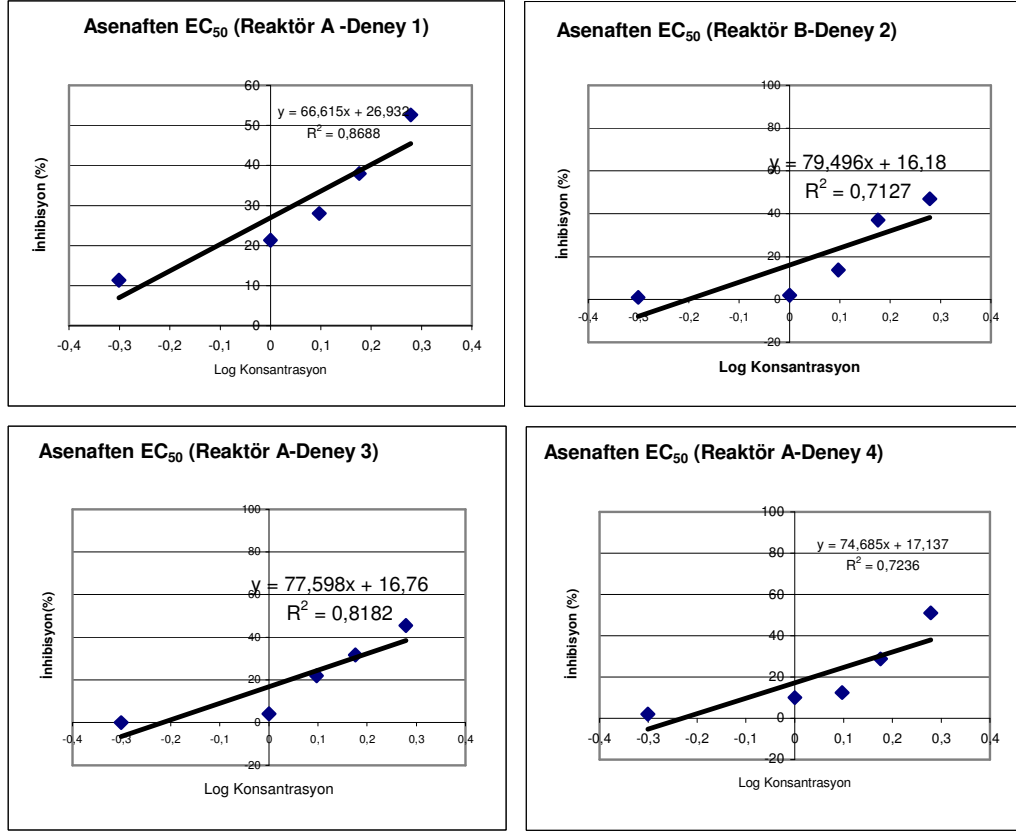 Asenaften EC50 (Reaktör A -Deney 1)
60
50
40
30
20
10
0
-0,4 -0,3 -0,2 -0,1 0 0,1 0,2 0,3 0,4
y = 66,615x + 26,932
R2 = 0,8688
İnhibisyon (%)
Log Konsantrasyon
Asenaften EC50 (Reaktör B-Deney 2)
100
80
60
40
20
0
-20
-0,4 -0,3 -0,2 -0,1 0 0,1 0,2 0,3 0,4
y = 79,496x + 16,18
R2 = 0,7127
İnhibisyon (%)
Log Konsantrasyon
Asenaften EC50 (Reaktör A-Deney 3)
100
80
60
40
20
0
-20
-0,4 -0,3 -0,2 -0,1 0 0,1 0,2 0,3 0,4
y = 77,598x + 16,76
R2 = 0,8182
İnhibisyon(%)
Log Konsantrasyon
Asenaften EC50 (Reaktör A-Deney 4)
100
80
60
40
20
0
-20
-0,4 -0,3 -0,2 -0,1 0 0,1 0,2 0,3 0,4
y = 74,685x + 17,137
R2 = 0,7236
İnhibisyon (%)
Log Konsantrasyon